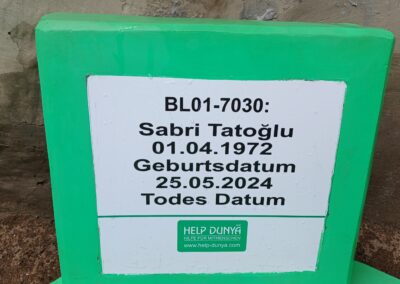 BL01-7030:
Sabri Tatoğlu
01.04.1972
Geburtsdatum
25.05.2024
Todes Datum
HELP DUNYA
HILFE FÜR MITMENSCHEN
www.help-dunya.com